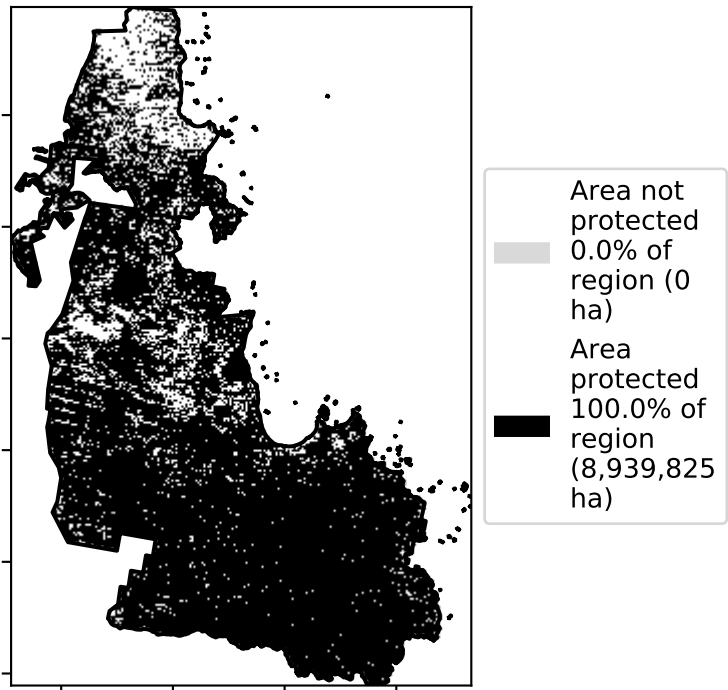 Area not
protected
0.0% of
region (0
ha)
Area
protected
100.0% of
region
(8,939,825
ha)